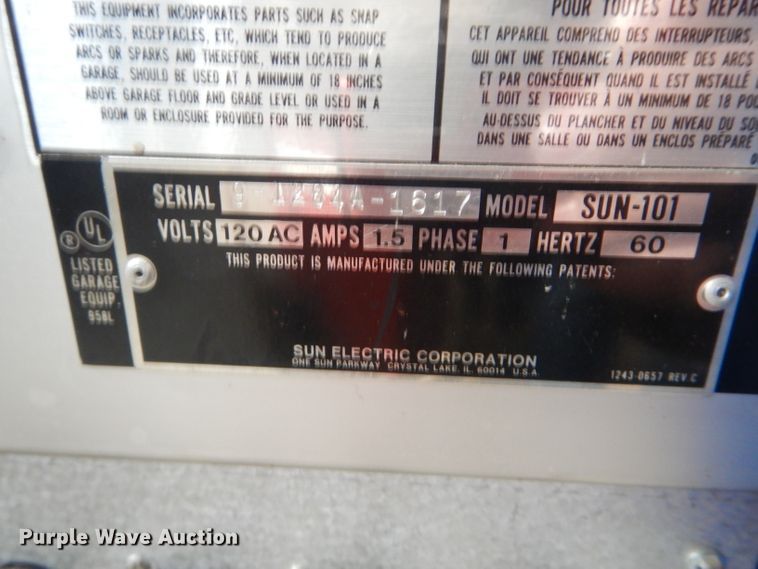 THIS EQUIPMENT INCORPORATES PARTS SUCH AS SNAP
SWITCHES, RECEPTACLES, ETC, WHICH TEND TO PRODUCE
ARCS OR SPARKS AND THEREFORE, WHEN LOCATED IN A
GARAGE, SHOULD BE USED AT A MINIMUM OF 18 INCHES
ABOVE GARAGE FLOOR AND GRADE LEVEL OR USED IN A
ROOM OR ENCLOSURE PROVIDED FOR THE PURPOSE.
POUR TOUTES LES RÉPAR
CET APPAREIL COMPREND DES INTERRUPTEURS,
QUI ONT UNE TENDANCE À PRODUIRE DES ARCS
ET PAR CONSÉQUENT QUAND IL EST INSTALLÉ
IL DOIT SE TROUVER À UN MINIMUM DE 18 POU
AU-DESSUS DU PLANCHER ET DU NIVEAU DU SO
DANS UNE SALLE OU DANS UN ENCLOS PRÉPARÉ
SERIAL MODEL SUN-101
VOLTS 120 AC AMPS 1.5 PHASE 1 HERTZ 60
THIS PRODUCT IS MANUFACTURED UNDER THE FOLLOWING PATENTS:
UL ®
LISTED
GARAGE
EQUIP.
958L
SUN ELECTRIC CORPORATION
ONE SUN PARKWAY CRYSTAL LAKE, IL. 60014 U.S.A.
1243-0657 REV.C
Purple Wave Auction